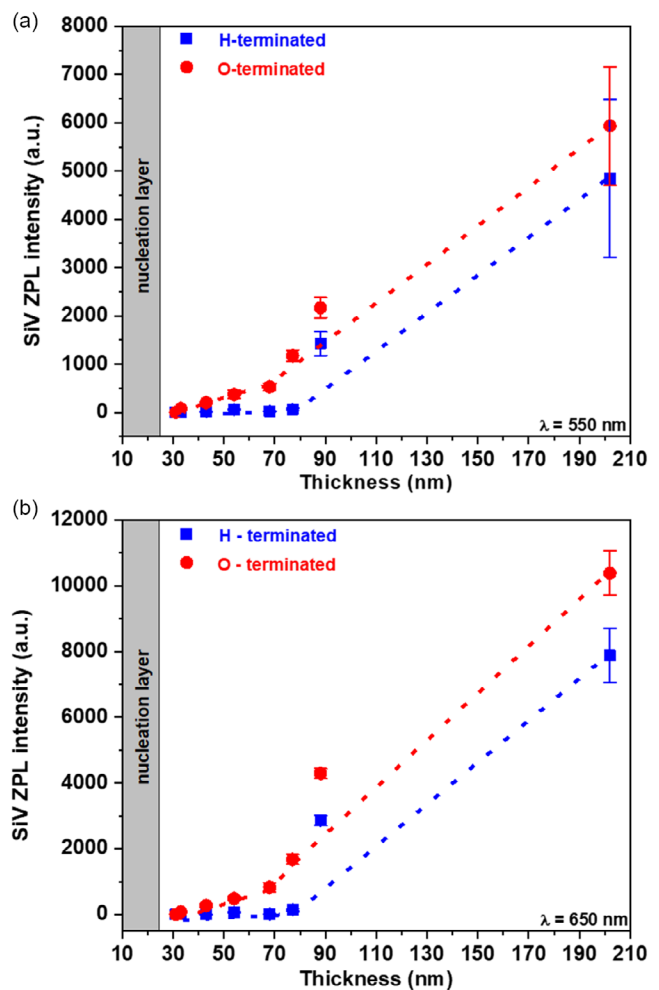 (a)
8000
7000
6000
5000
4000
3000
2000
1000
0
SiV ZPL intensity (a.u.)
nucleation layer
H-terminated
O-terminated
λ = 550 nm
10 30 50 70 90 110 130 150 170 190 210
Thickness (nm)
(b)
12000
10000
8000
6000
4000
2000
0
SiV ZPL intensity (a.u.)
nucleation layer
H - terminated
O - terminated
λ = 650 nm
10 30 50 70 90 110 130 150 170 190 210
Thickness (nm)